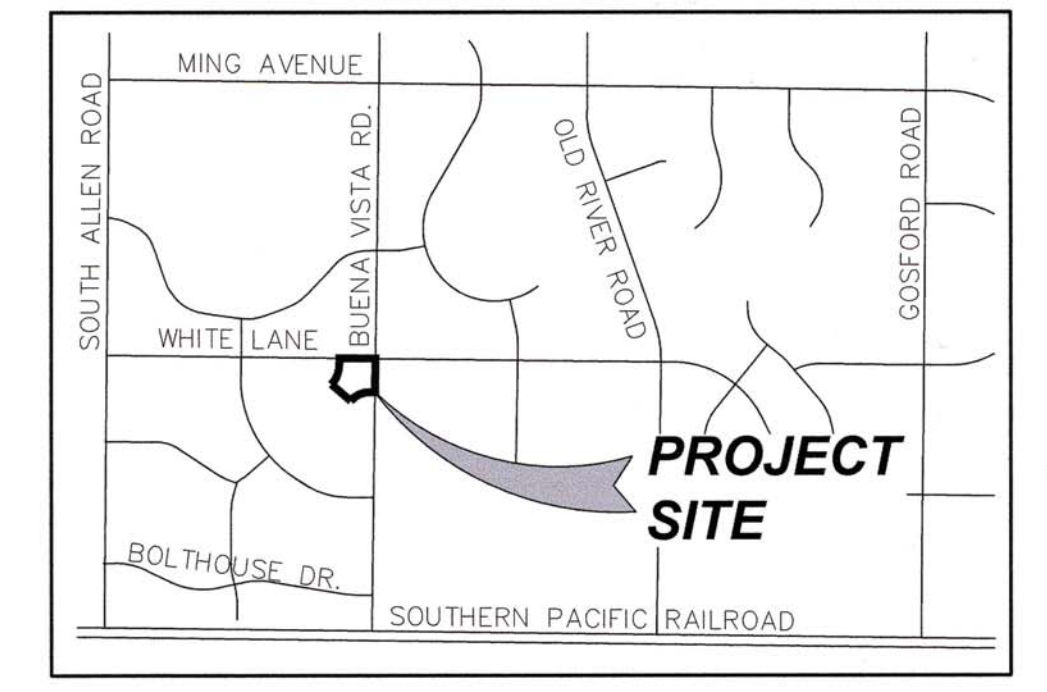 MING AVENUE
SOUTH ALLEN ROAD
BUENA VISTA RD.
OLD RIVER ROAD
GOSFORD ROAD
WHITE LANE
PROJECT
SITE
BOLTHOUSE DR.
SOUTHERN PACIFIC RAILROAD